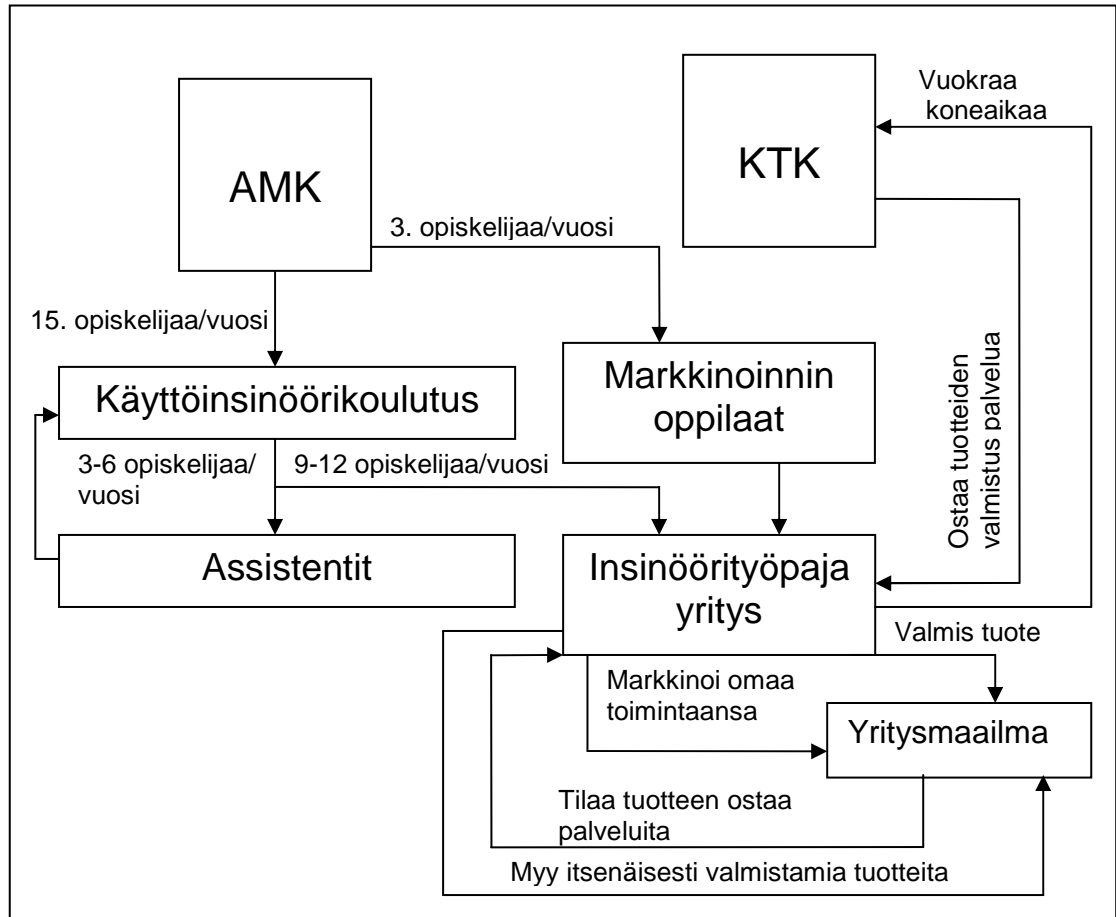 Vuokraa
koneaikaa
AMK
KTK
3. opiskelijaa/vuosi
15. opiskelijaa/vuosi
Käyttöinsinöörikoulutus
Markkinoinnin
oppilaat
Ostaa tuotteiden
valmistus palvelua
3-6 opiskelijaa/
vuosi
9-12 opiskelijaa/vuosi
Assistentit
Insinöörityöpaja
yritys
Valmis tuote
Markkinoi omaa
toimintaansa
Yritysmaailma
Tilaa tuotteen ostaa
palveluita
Myy itsenäisesti valmistamia tuotteita